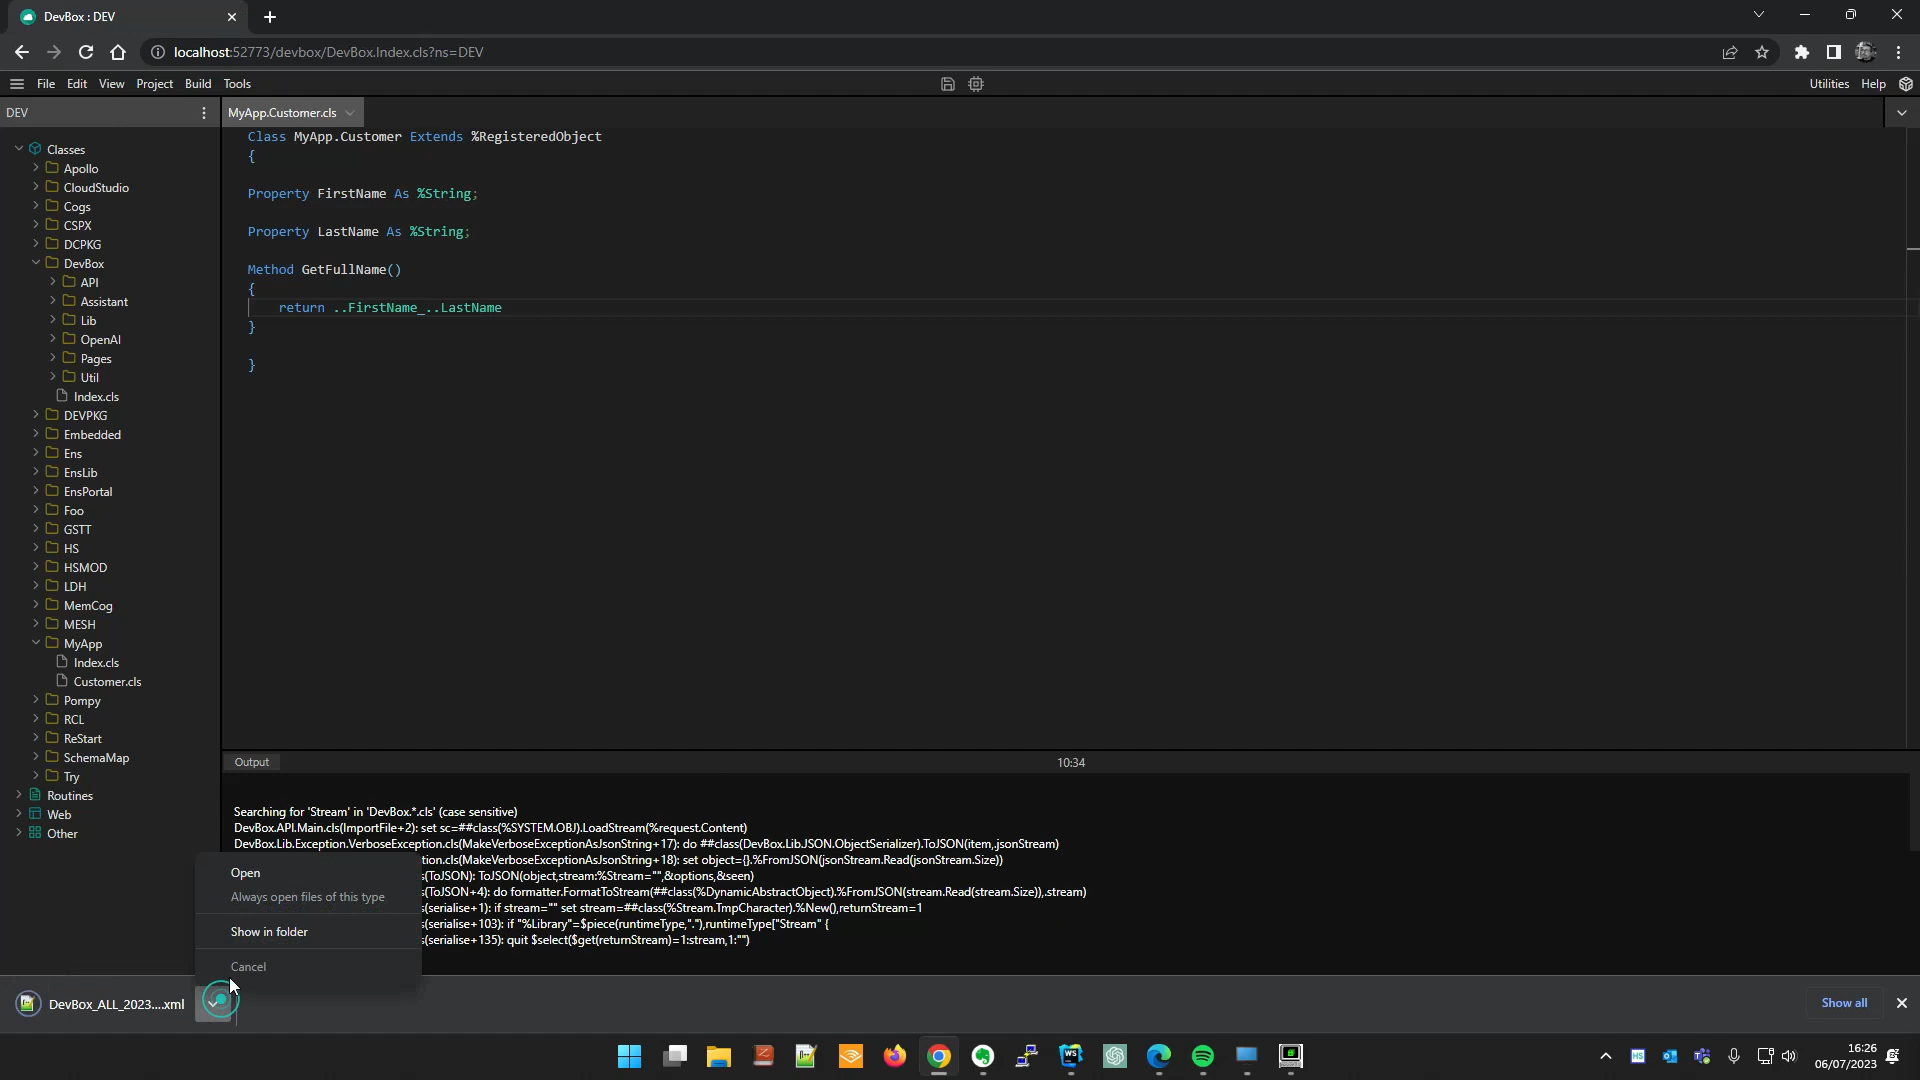 DevBox : DEV
localhost:52773/devbox/DevBox.Index.cls?ns=DEV
File Edit View Project Build Tools
Utilities Help
DEV
MyApp.Customer.cls
Classes
Apollo
CloudStudio
Cogs
CSPX
DCPKG
DevBox
API
Assistant
Lib
OpenAI
Pages
Util
Index.cls
DEVPKG
Embedded
Ens
EnsLib
EnsPortal
Foo
GSTT
HS
HSMOD
LDH
MemCog
MESH
MyApp
Index.cls
Customer.cls
Pompy
RCL
ReStart
SchemaMap
Try
Routines
Web
Other
Class MyApp.Customer Extends %RegisteredObject
{
Property FirstName As %String;
Property LastName As %String;
Method GetFullName()
{
return ..FirstName_..LastName
}
}
Output
10:34
Searching for 'Stream' in 'DevBox.*.cls' (case sensitive)
DevBox.API.Main.cls(ImportFile+2): set sc=##class(%SYSTEM.OBJ).LoadStream(%request.Content)
DevBox.Lib.Exception.VerboseException.cls(MakeVerboseExceptionAsJsonString+17): do ##class(DevBox.Lib.JSON.ObjectSerializer).ToJSON(item,.jsonStream)
tion.cls(MakeVerboseExceptionAsJsonString+18): set object={}.%FromJSON(jsonStream.Read(jsonStream.Size))
s(ToJSON): ToJSON(object,stream:%Stream="",&options,&seen)
s(ToJSON+4): do formatter.FormatToStream(##class(%DynamicAbstractObject).%FromJSON(stream.Read(stream.Size)),.stream)
s(serialise+1): if stream="" set stream=##class(%Stream.TmpCharacter).%New(),returnStream=1
s(serialise+103): if "%Library"=$piece(runtimeType,"."),runtimeType["Stream" {
s(serialise+135): quit $select($get(returnStream)=1:stream,1:"")
Open
Always open files of this type
Show in folder
Cancel
DevBox_ALL_2023....xml
Show all
WS
HS
16:26
06/07/2023